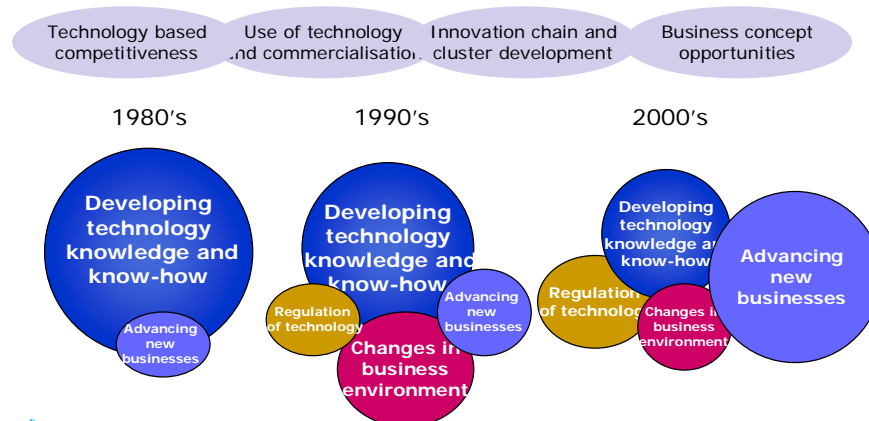 Technology based
competitiveness
Use of technology
and commercialisation
Innovation chain and
cluster development
Business concept
opportunities
1980's
1990's
2000's
Developing
technology
knowledge and
know-how
Advancing
new
businesses
Developing
technology
knowledge and
know-how
Regulation
of technology
Advancing
new
businesses
Changes in
business
environment
Developing
technology
knowledge and
know-how
Regulation
of technology
Changes in
business
environment
Advancing
new
businesses